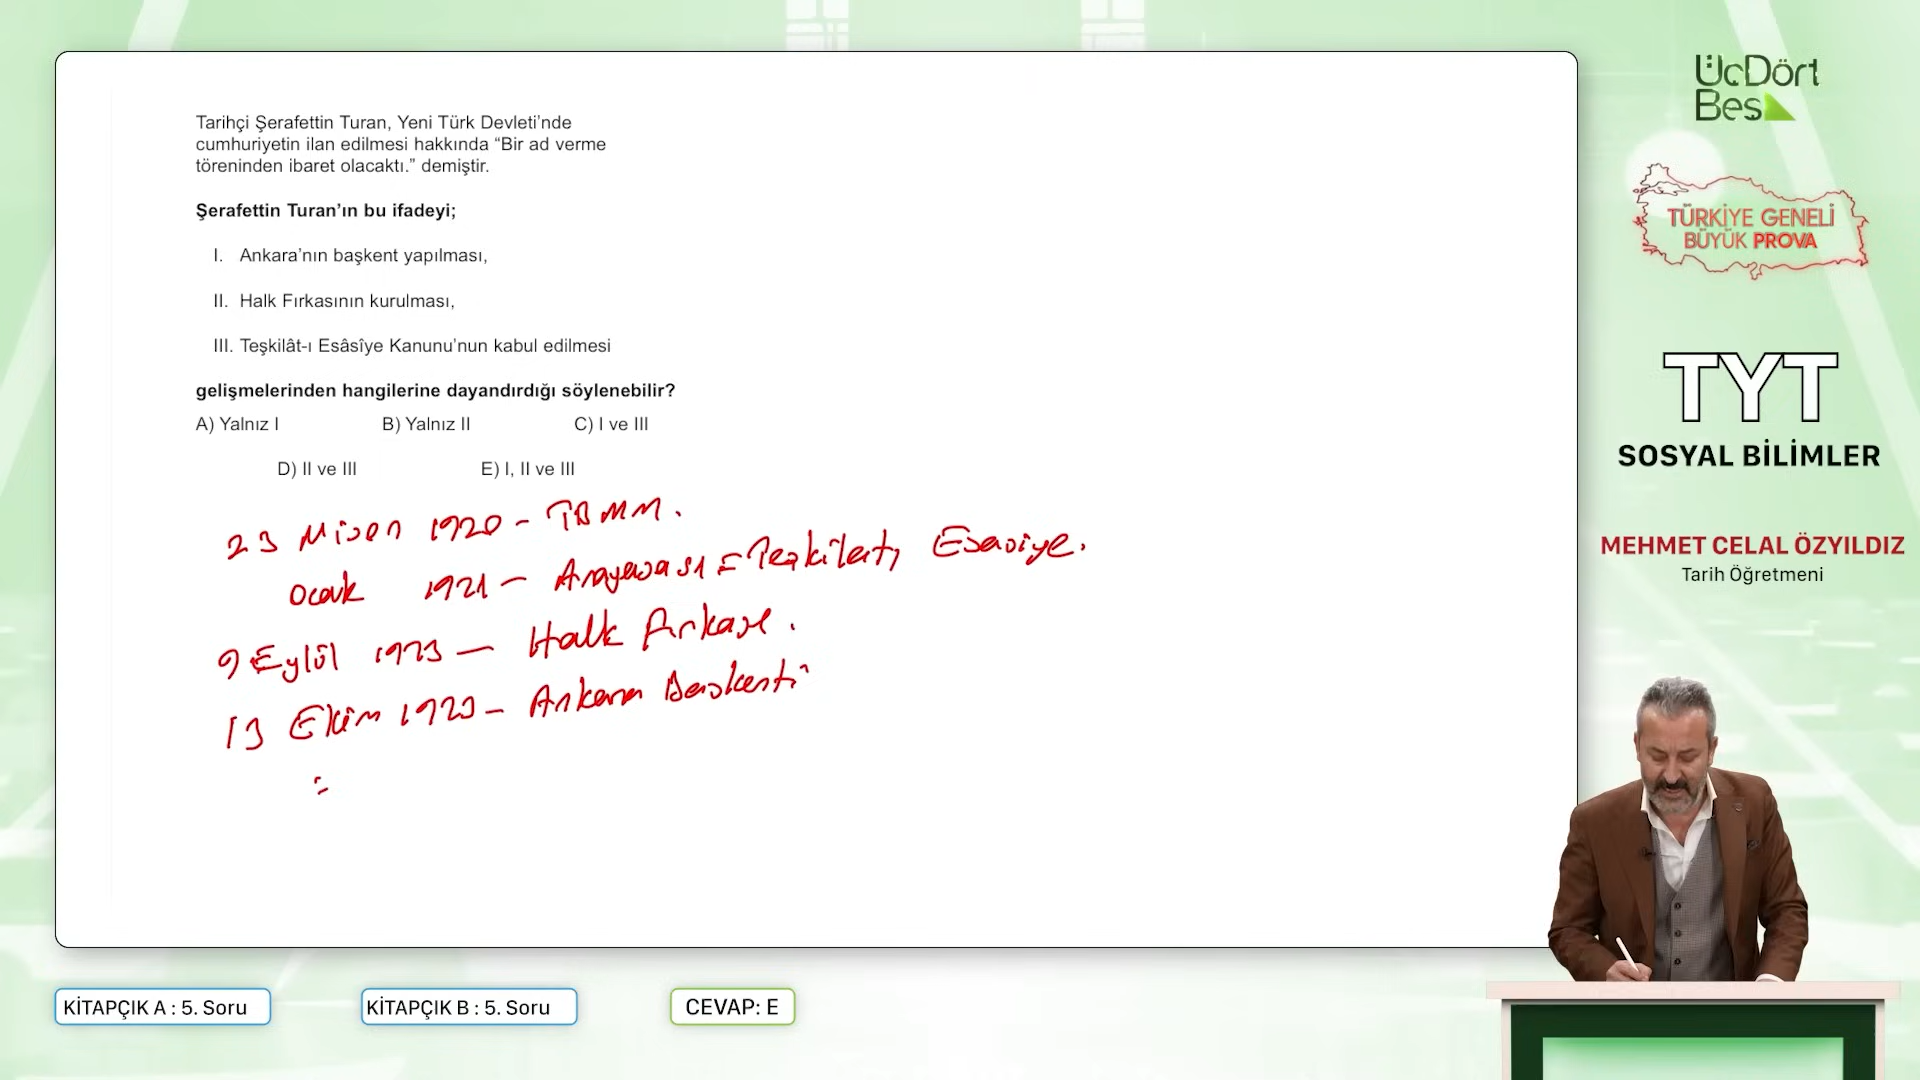 Tarihçi Şerafettin Turan, Yeni Türk Devleti’nde
cumhuriyetin ilan edilmesi hakkında “Bir ad verme
töreninden ibaret olacaktı.” demiştir.
Şerafettin Turan’ın bu ifadeyi;
I. Ankara’nın başkent yapılması,
II. Halk Fırkasının kurulması,
III. Teşkilât-ı Esâsîye Kanunu’nun kabul edilmesi
gelişmelerinden hangilerine dayandırdığı söylenebilir?
A) Yalnız I B) Yalnız II C) I ve III
D) II ve III E) I, II ve III
23 Nisan 1920 - TBMM.
Ocak 1921 - Anayasası = Teşkilatı Esasiye.
9 Eylül 1923 - Halk
13 Ekim 1923 - Ankara Başkenti
ÜçDört
Beş
TÜRKİYE GENELİ
BÜYÜK PROVA
TYT
SOSYAL BİLİMLER
MEHMET CELAL ÖZYILDIZ
Tarih Öğretmeni
KİTAPÇIK A : 5. Soru
KİTAPÇIK B : 5. Soru
CEVAP: E